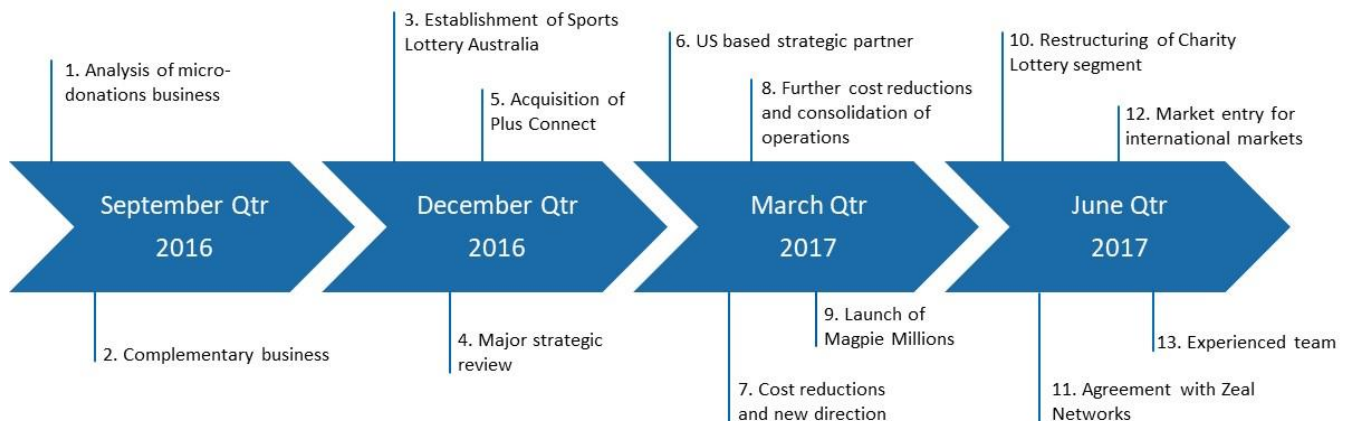 1. Analysis of micro-
donations business
3. Establishment of Sports
Lottery Australia
5. Acquisition of
Plus Connect
6. US based strategic partner
8. Further cost reductions
and consolidation of
operations
10. Restructuring of Charity
Lottery segment
12. Market entry for
international markets
September Qtr
2016
December Qtr
2016
March Qtr
2017
June Qtr
2017
2. Complementary business
4. Major strategic
review
7. Cost reductions
and new direction
9. Launch of
Magpie Millions
11. Agreement with Zeal
Networks
13. Experienced team